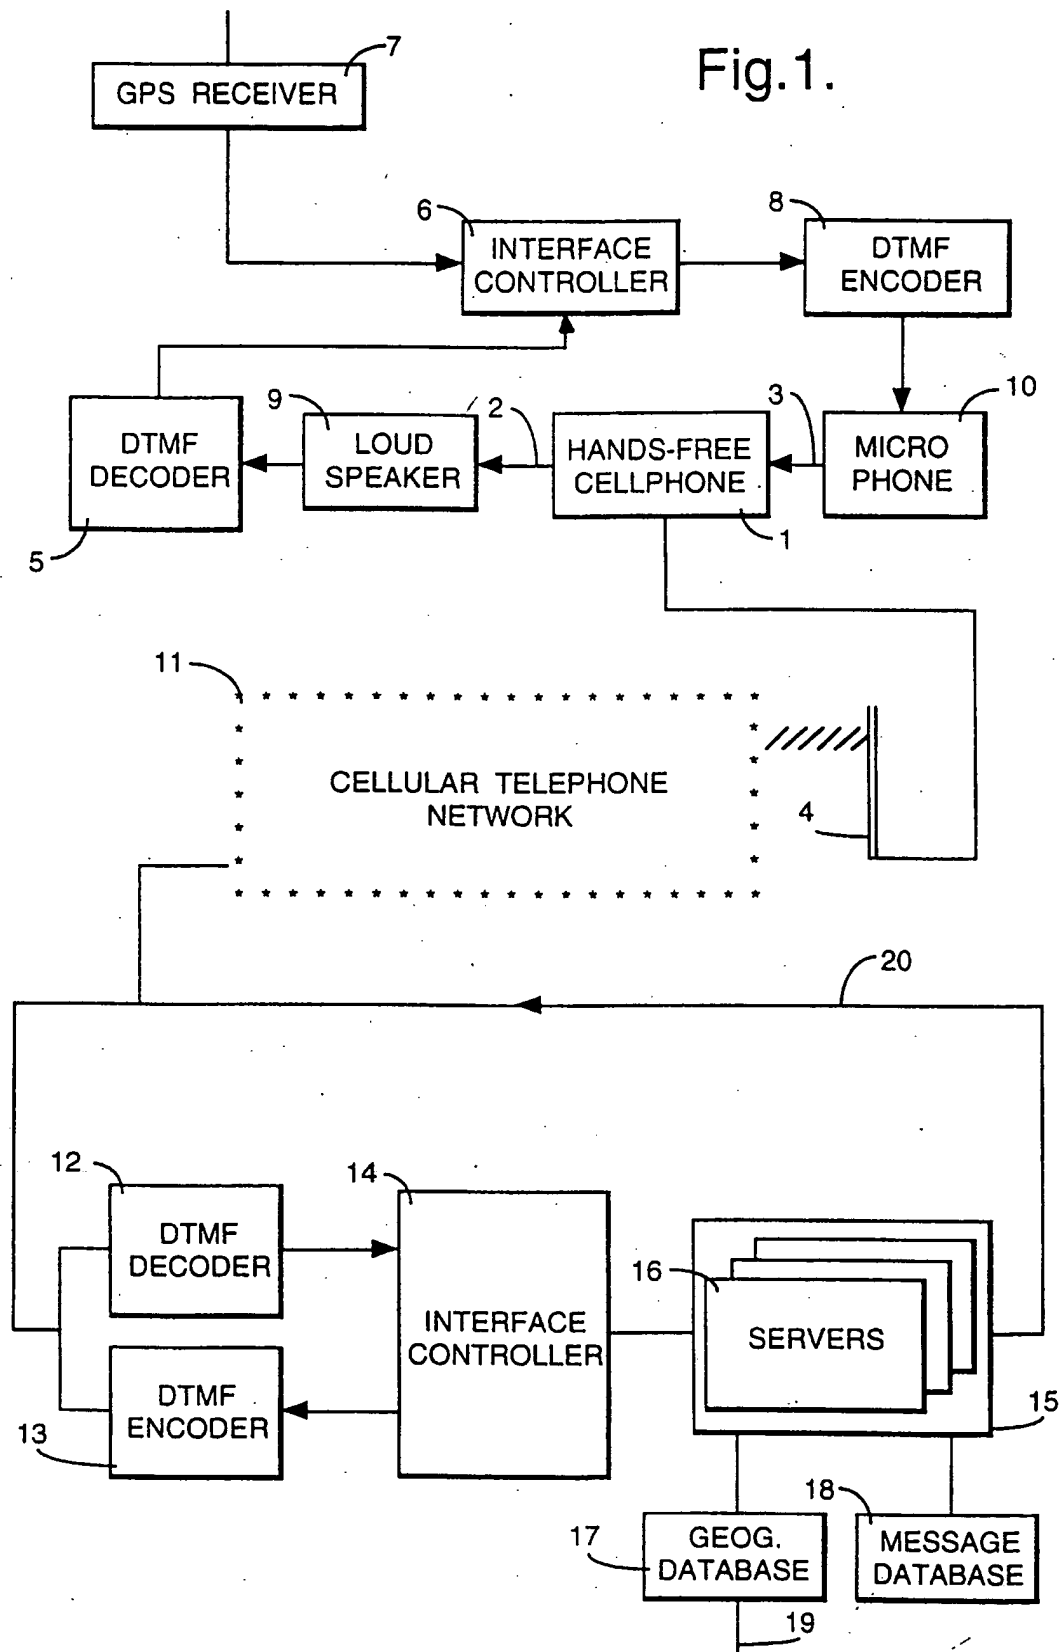 Fig.1.
7
GPS RECEIVER
6
INTERFACE
CONTROLLER
8
DTMF
ENCODER
5
DTMF
DECODER
9
LOUD
SPEAKER
2
HANDS-FREE
CELLPHONE
1
3
10
MICRO
PHONE
11
CELLULAR TELEPHONE
NETWORK
4
20
12
DTMF
DECODER
14
INTERFACE
CONTROLLER
16
SERVERS
15
13
DTMF
ENCODER
17
GEOG.
DATABASE
18
MESSAGE
DATABASE
19